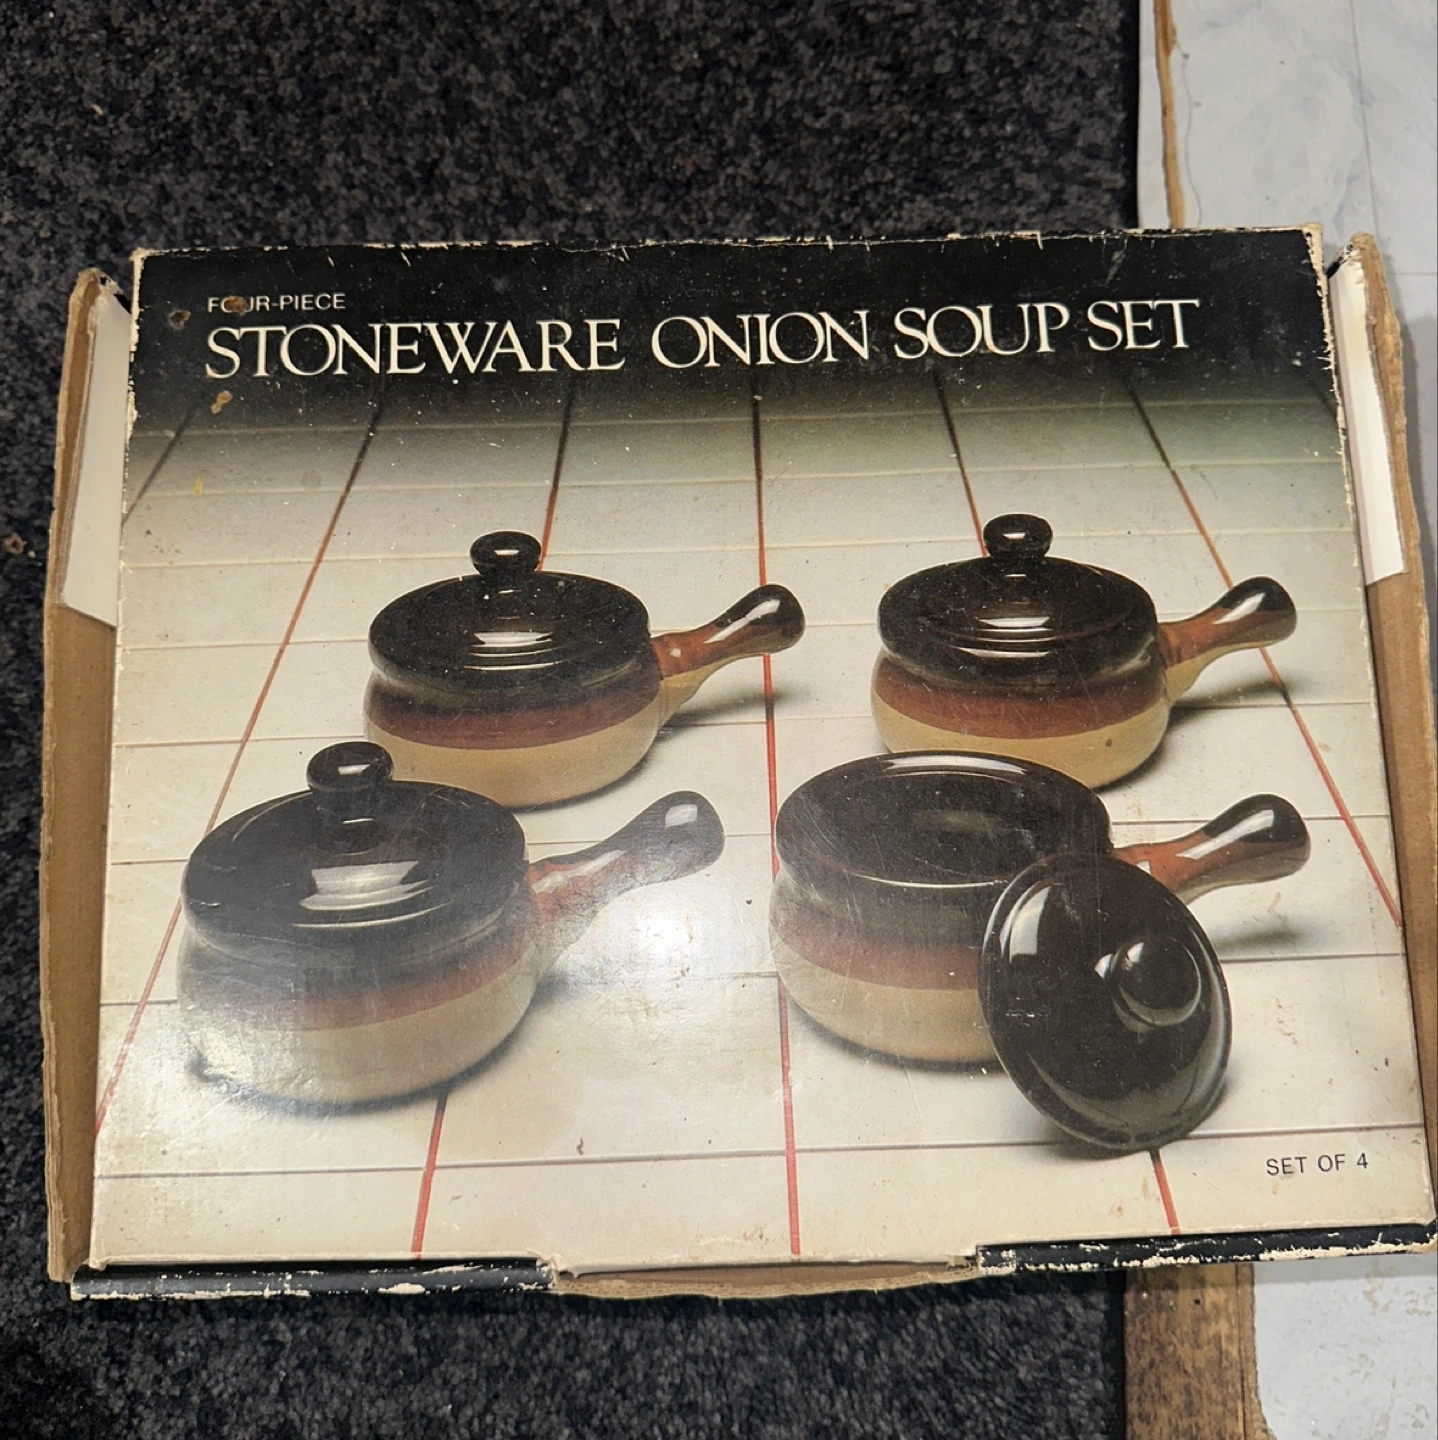 FOUR-PIECE
STONEWARE ONION SOUP SET
SET OF 4